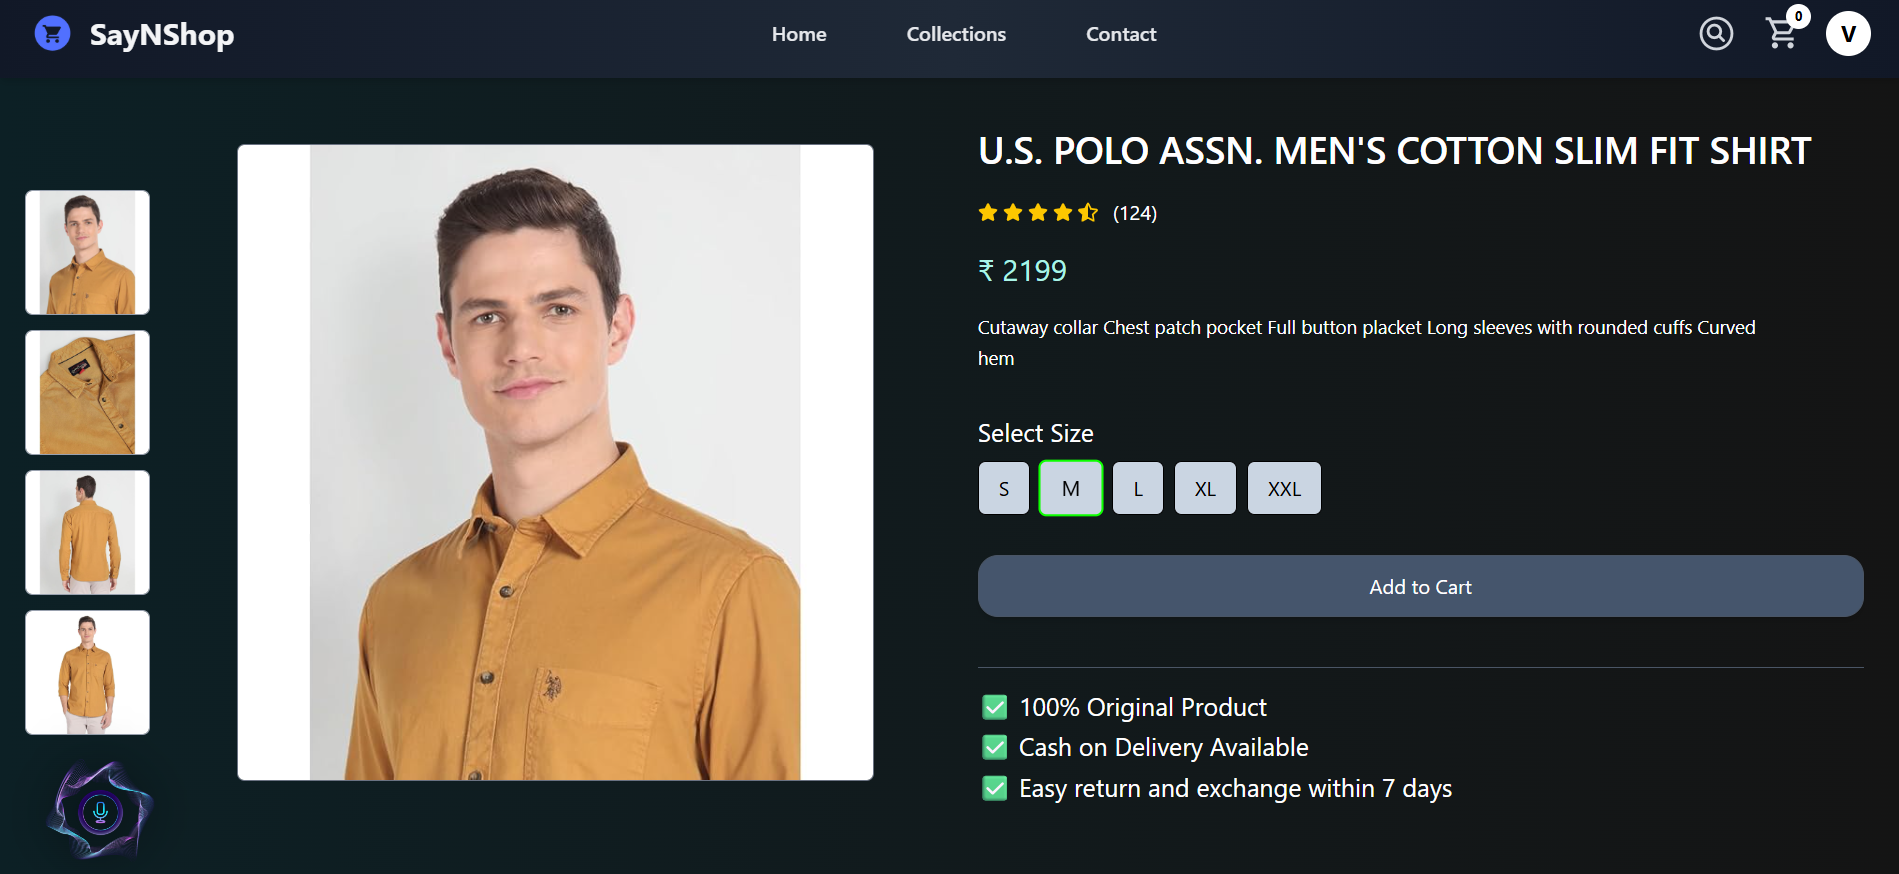 SayNShop
Home
Collections
Contact
0
V
U.S. POLO ASSN. MEN'S COTTON SLIM FIT SHIRT
(124)
₹ 2199
Cutaway collar Chest patch pocket Full button placket Long sleeves with rounded cuffs Curved
hem
Select Size
S
M
L
XL
XXL
Add to Cart
100% Original Product
Cash on Delivery Available
Easy return and exchange within 7 days